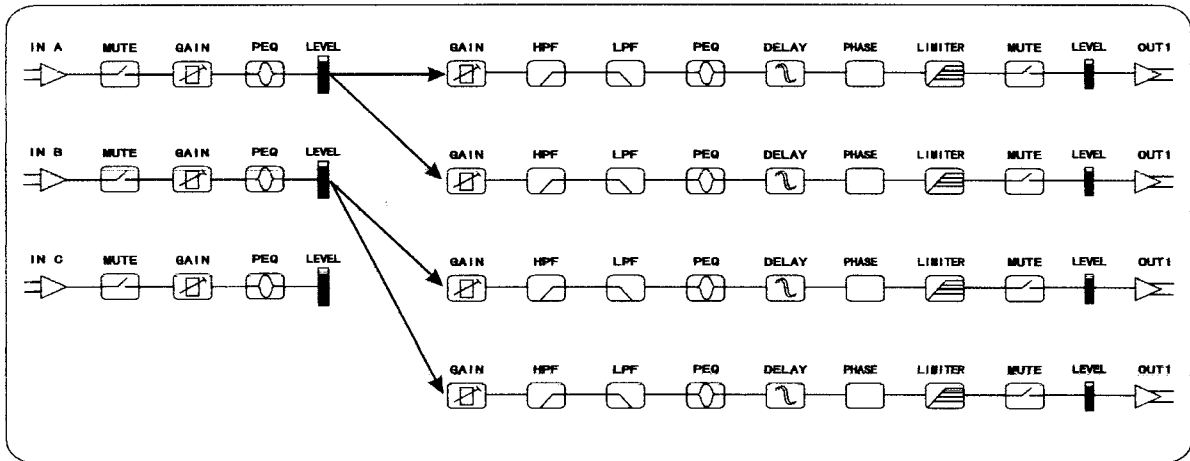 IN A MUTE GAIN PEQ LEVEL GAIN HPF LPF PEQ DELAY PHASE LIMITER MUTE LEVEL OUT1
IN B MUTE GAIN PEQ LEVEL GAIN HPF LPF PEQ DELAY PHASE LIMITER MUTE LEVEL OUT1
IN C MUTE GAIN PEQ LEVEL GAIN HPF LPF PEQ DELAY PHASE LIMITER MUTE LEVEL OUT1
GAIN HPF LPF PEQ DELAY PHASE LIMITER MUTE LEVEL OUT1